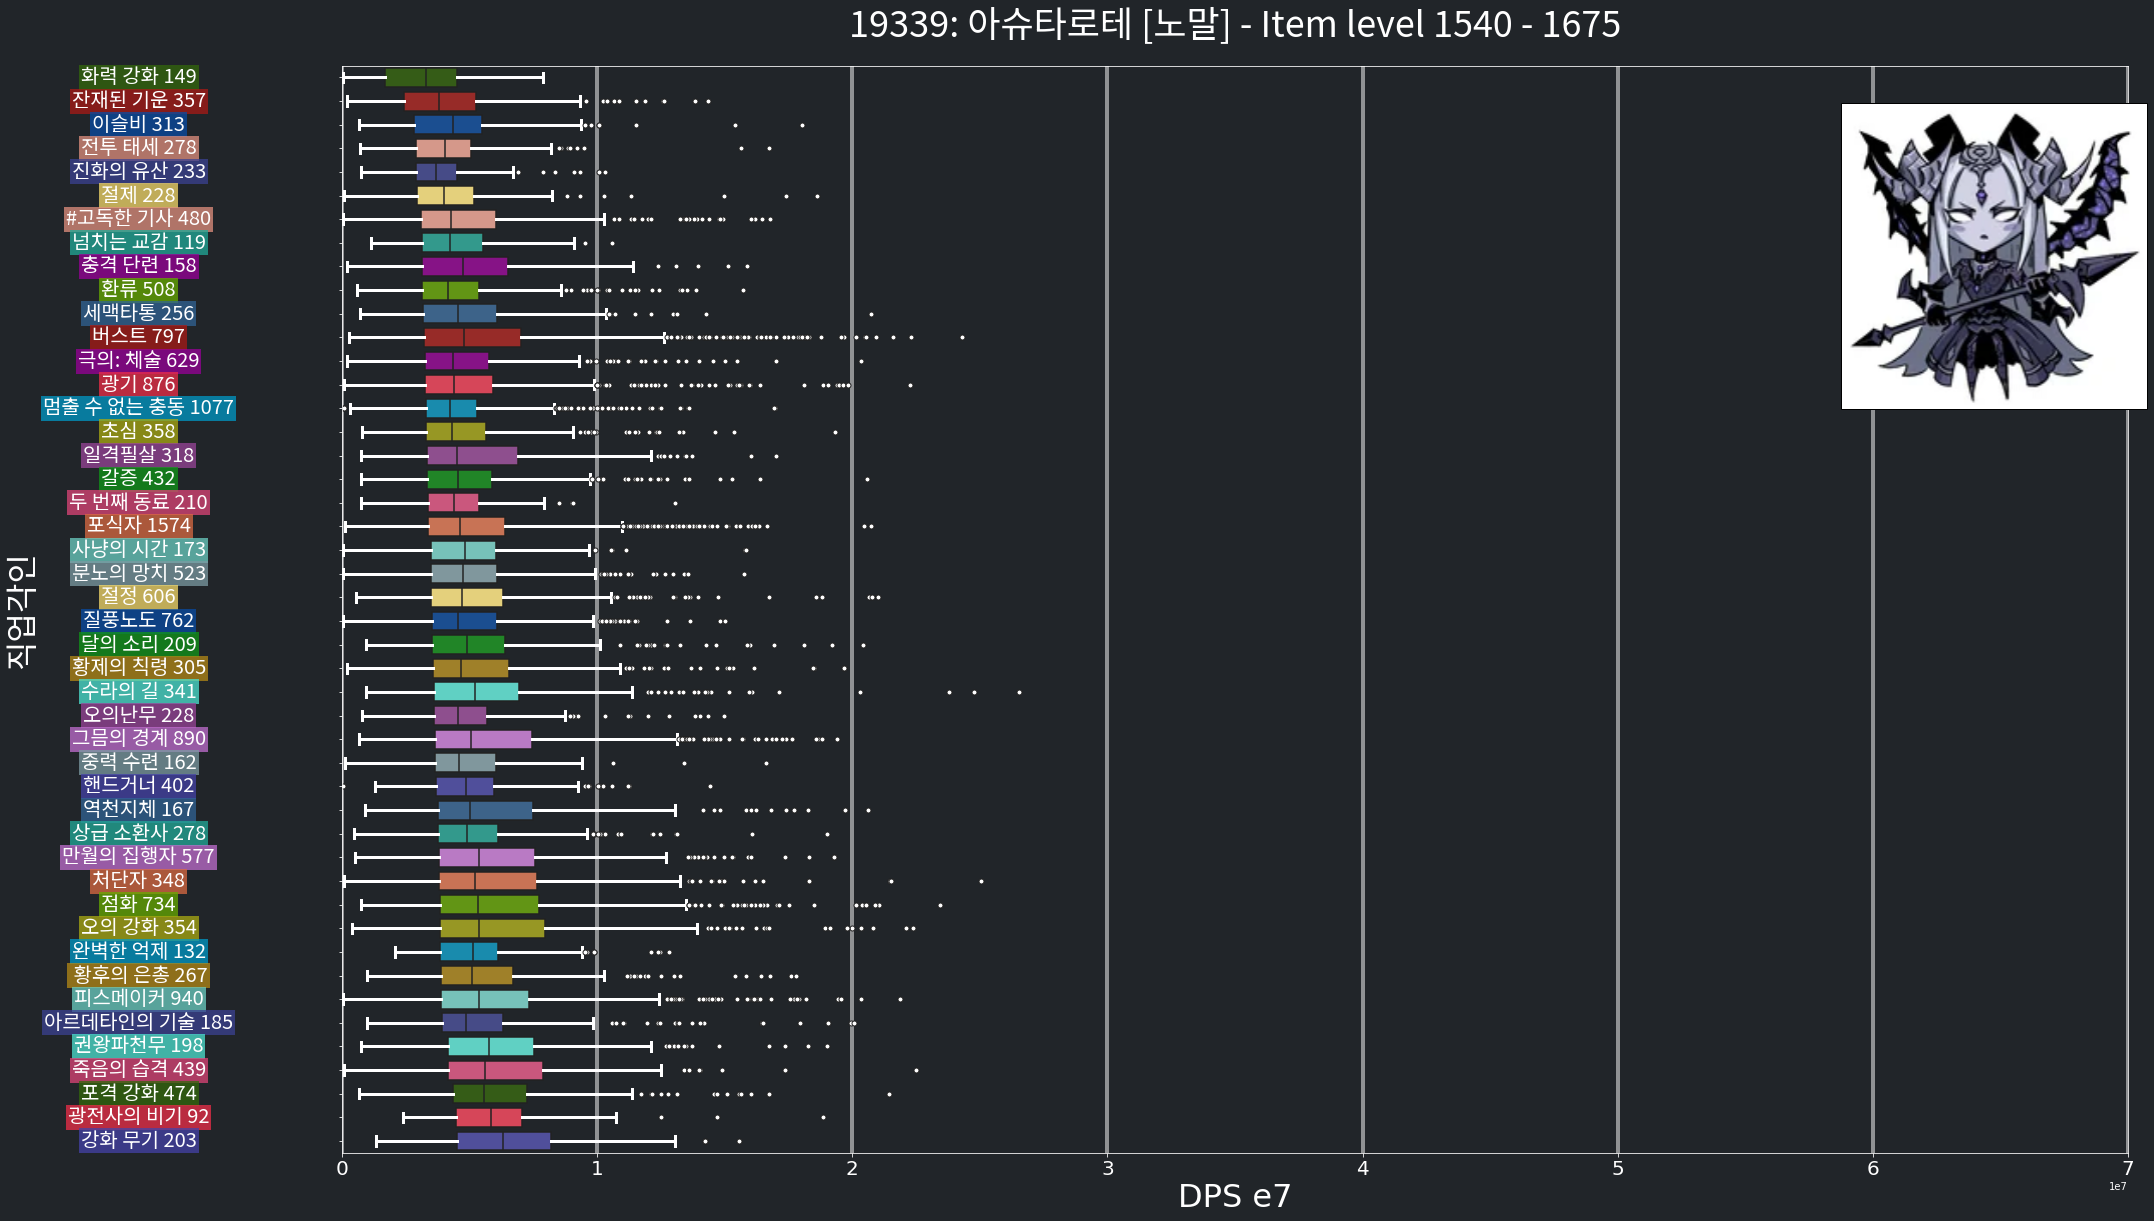 19339: 아슈타로테 [노말] - Item level 1540 - 1675
화력 강화 149
잔재된 기운 357
이슬비 313
전투 태세 278
진화의 유산 233
절제 228
#고독한 기사 480
넘치는 교감 119
충격 단련 158
환류 508
세맥타통 256
버스트 797
극의: 체술 629
광기 876
멈출 수 없는 충동 1077
초심 358
일격필살 318
갈증 432
두 번째 동료 210
포식자 1574
사냥의 시간 173
분노의 망치 523
절정 606
질풍노도 762
달의 소리 209
황제의 칙령 305
수라의 길 341
오의난무 228
그믐의 경계 890
중력 수련 162
핸드거너 402
역천지체 167
상급 소환사 278
만월의 집행자 577
처단자 348
점화 734
오의 강화 354
완벽한 억제 132
황후의 은총 267
피스메이커 940
아르데타인의 기술 185
권왕파천무 198
죽음의 습격 439
포격 강화 474
광전사의 비기 92
강화 무기 203
직업각인
0 1 2 3 4 5 6 7
1e7
DPS e7